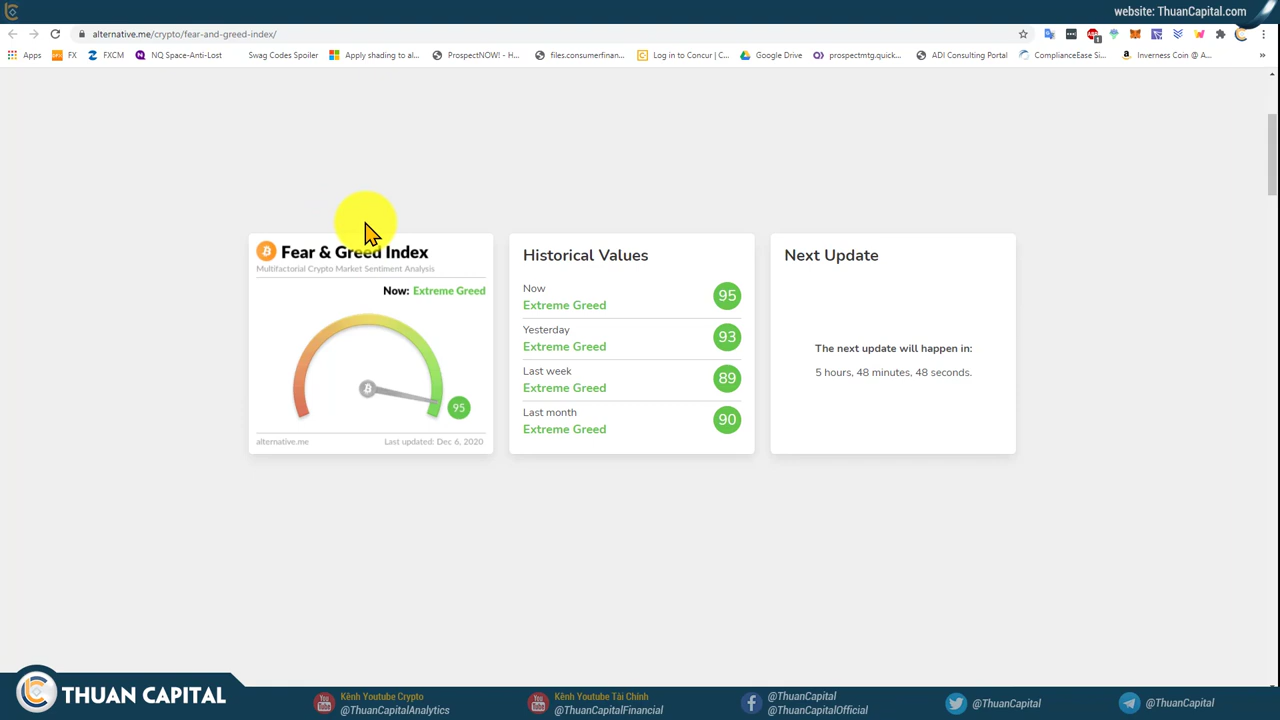 website: ThuanCapital.com
alternative.me/crypto/fear-and-greed-index/
Apps
FX
FXCM
NQ Space-Anti-Lost
Swag Codes Spoiler
Apply shading to al...
ProspectNOW! - H...
files.consumerfinan...
Log in to Concur | C...
Google Drive
prospectmtg.quick...
ADI Consulting Portal
ComplianceEase Si...
Inverness Coin @ A...
Fear & Greed Index
Multifactorial Crypto Market Sentiment Analysis
Now: Extreme Greed
95
alternative.me
Last updated: Dec 6, 2020
Historical Values
Now
Extreme Greed
95
Yesterday
Extreme Greed
93
Last week
Extreme Greed
89
Last month
Extreme Greed
90
Next Update
The next update will happen in:
5 hours, 48 minutes, 48 seconds.
THUAN CAPITAL
You
Tube
Kênh Youtube Crypto
@ThuanCapitalAnalytics
You
Tube
Kênh Youtube Tài Chính
@ThuanCapitalFinancial
@ThuanCapital
@ThuanCapitalOfficial
@ThuanCapital
@ThuanCapital